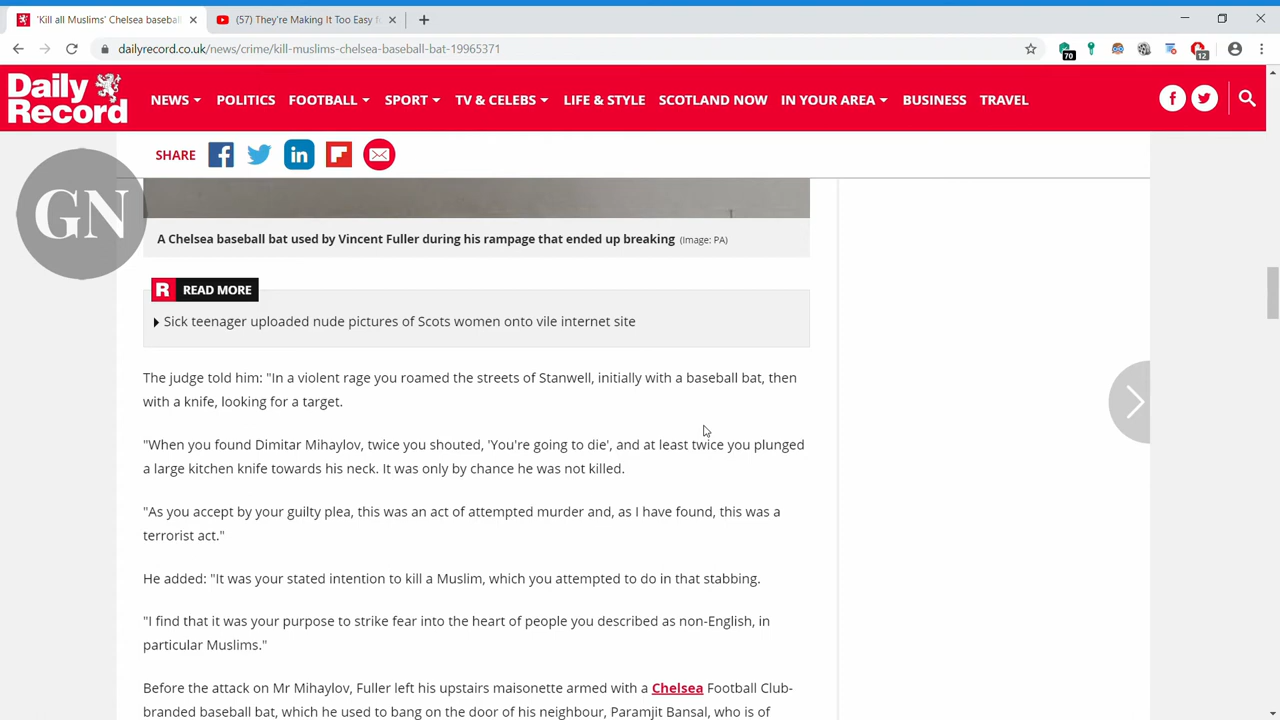 'Kill all Muslims' Chelsea basebal
(57) They're Making It Too Easy f
dailyrecord.co.uk/news/crime/kill-muslims-chelsea-baseball-bat-19965371
70
12
Daily
Record
NEWS
POLITICS
FOOTBALL
SPORT
TV & CELEBS
LIFE & STYLE
SCOTLAND NOW
IN YOUR AREA
BUSINESS
TRAVEL
SHARE
GN
A Chelsea baseball bat used by Vincent Fuller during his rampage that ended up breaking (Image: PA)
R READ MORE
Sick teenager uploaded nude pictures of Scots women onto vile internet site
The judge told him: "In a violent rage you roamed the streets of Stanwell, initially with a baseball bat, then
with a knife, looking for a target.
"When you found Dimitar Mihaylov, twice you shouted, 'You're going to die', and at least twice you plunged
a large kitchen knife towards his neck. It was only by chance he was not killed.
"As you accept by your guilty plea, this was an act of attempted murder and, as I have found, this was a
terrorist act."
He added: "It was your stated intention to kill a Muslim, which you attempted to do in that stabbing.
"I find that it was your purpose to strike fear into the heart of people you described as non-English, in
particular Muslims."
Before the attack on Mr Mihaylov, Fuller left his upstairs maisonette armed with a Chelsea Football Club-
branded baseball bat, which he used to bang on the door of his neighbour, Paramjit Bansal, who is of